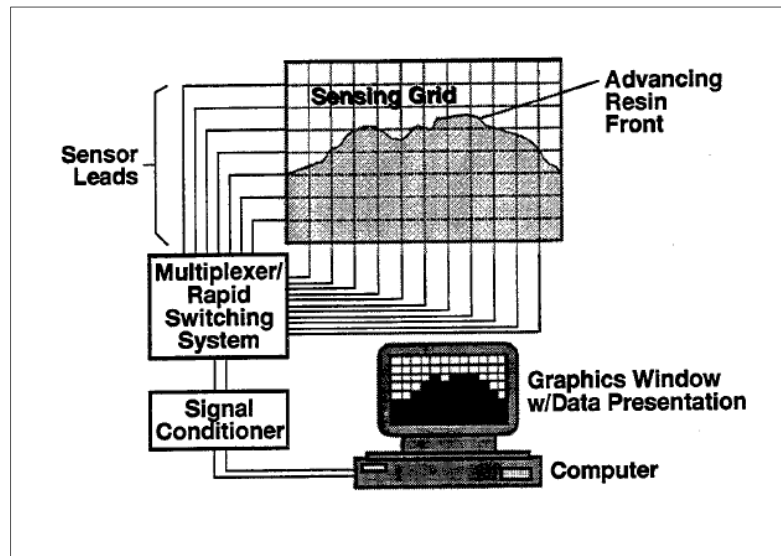 Sensing Grid
Advancing
Resin
Front
Sensor
Leads
Multiplexer/
Rapid
Switching
System
Signal
Conditioner
Graphics Window
w/Data Presentation
Computer